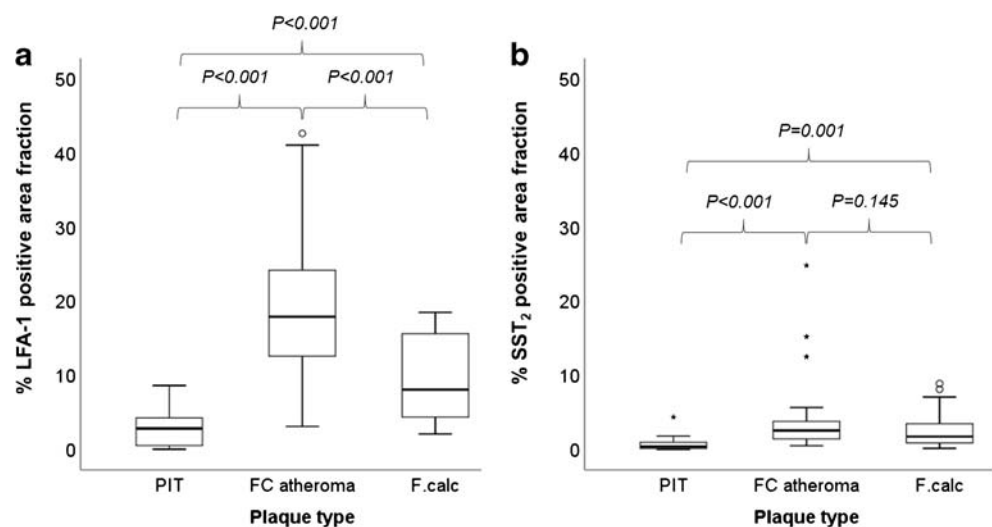 a
P<0.001
P<0.001 P<0.001
% LFA-1 positive area fraction
50
40
30
20
10
0
PIT FC atheroma F.calc
Plaque type
b
P=0.001
P<0.001 P=0.145
% SST₂ positive area fraction
50
40
30
20
10
0
PIT FC atheroma F.calc
Plaque type